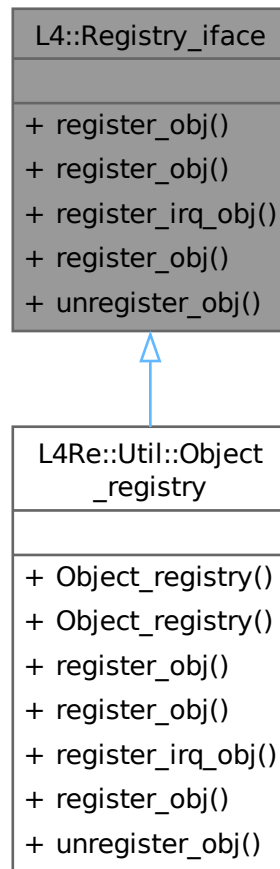 L4::Registry_iface
+ register_obj()
+ register_obj()
+ register_irq_obj()
+ register_obj()
+ unregister_obj()
L4Re::Util::Object
_registry
+ Object_registry()
+ Object_registry()
+ register_obj()
+ register_obj()
+ register_irq_obj()
+ register_obj()
+ unregister_obj()